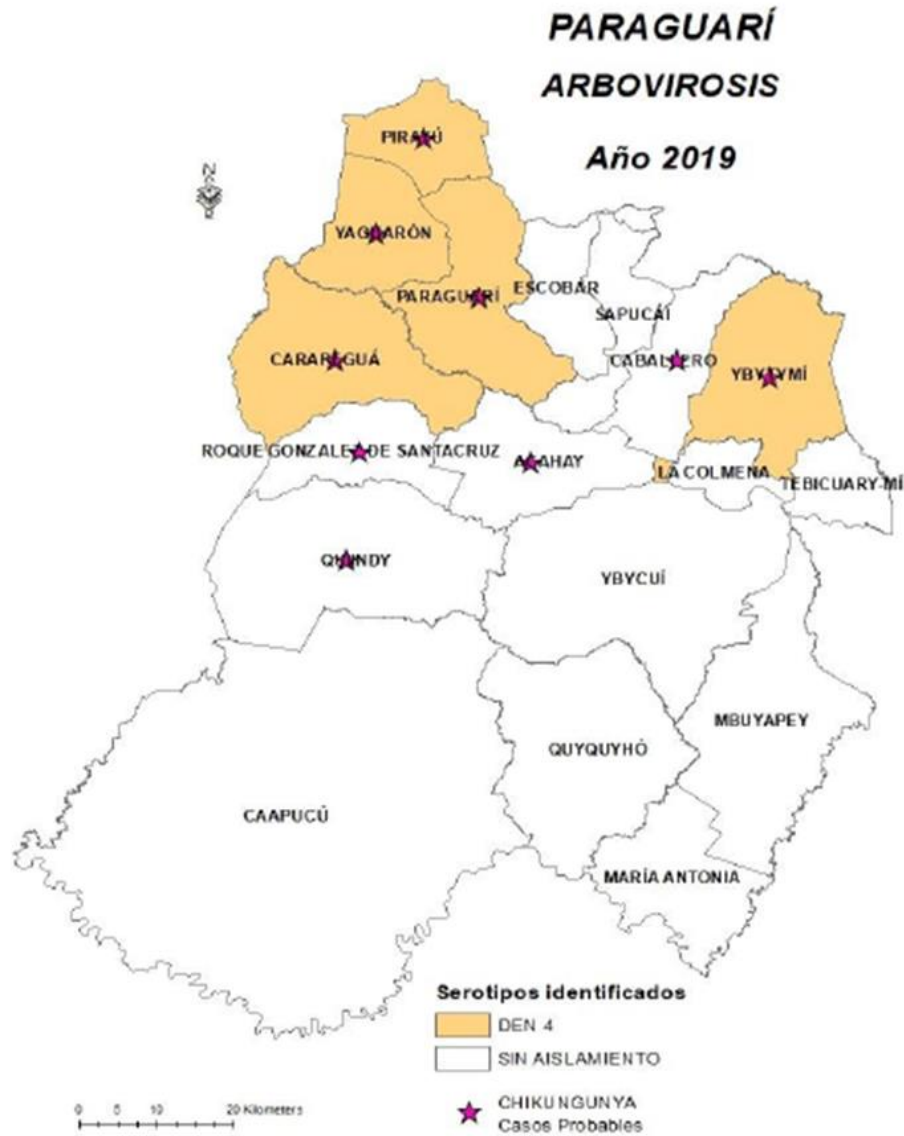 PARAGUARÍ
ARBOVIROSIS
Año 2019
N
PIRAYÚ
YAGUARÓN
PARAGUARÍ
ESCOBÁR
SAPUCÁI
CARAPEGUÁ
CABALLERO
YBYTYMÍ
ROQUE GONZALEZ DE SANTACRUZ
ACAHAY
LA COLMENA
TEBICUARY-MÍ
QUIINDY
YBYCUÍ
MBUYAPEY
QUYQUYHÓ
CAAPUCÚ
MARÍA ANTONIA
Serotipos identificados
DEN 4
SIN AISLAMIENTO
CHIKUNGUNYA
Casos Probables
0 5 10 20 Kilometers